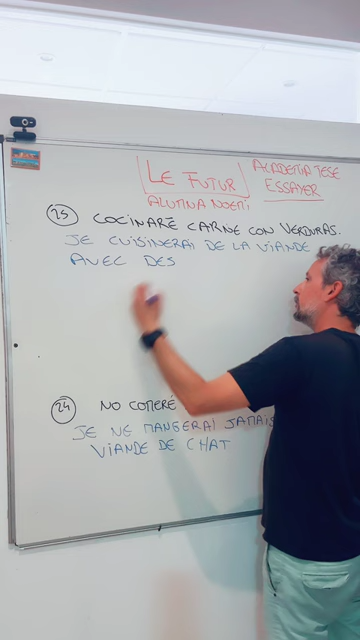 LE FUTUR
ACADEMIA TESE
ESSAYER
ALUMNA NOEMI
25 COCINARÉ CARNE CON VERDURAS.
JE CUISINERAI DE LA VIANDE
AVEC DES
24 NO COMERÉ
JE NE MANGERAI JAMAIS
VIANDE DE CHAT